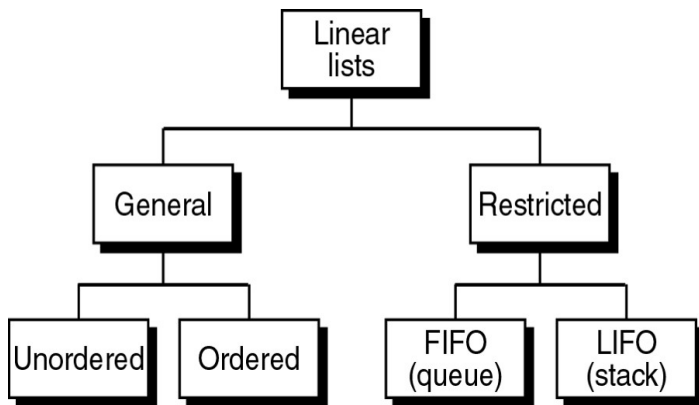 Linear
lists
General
Restricted
Unordered
Ordered
FIFO
(queue)
LIFO
(stack)